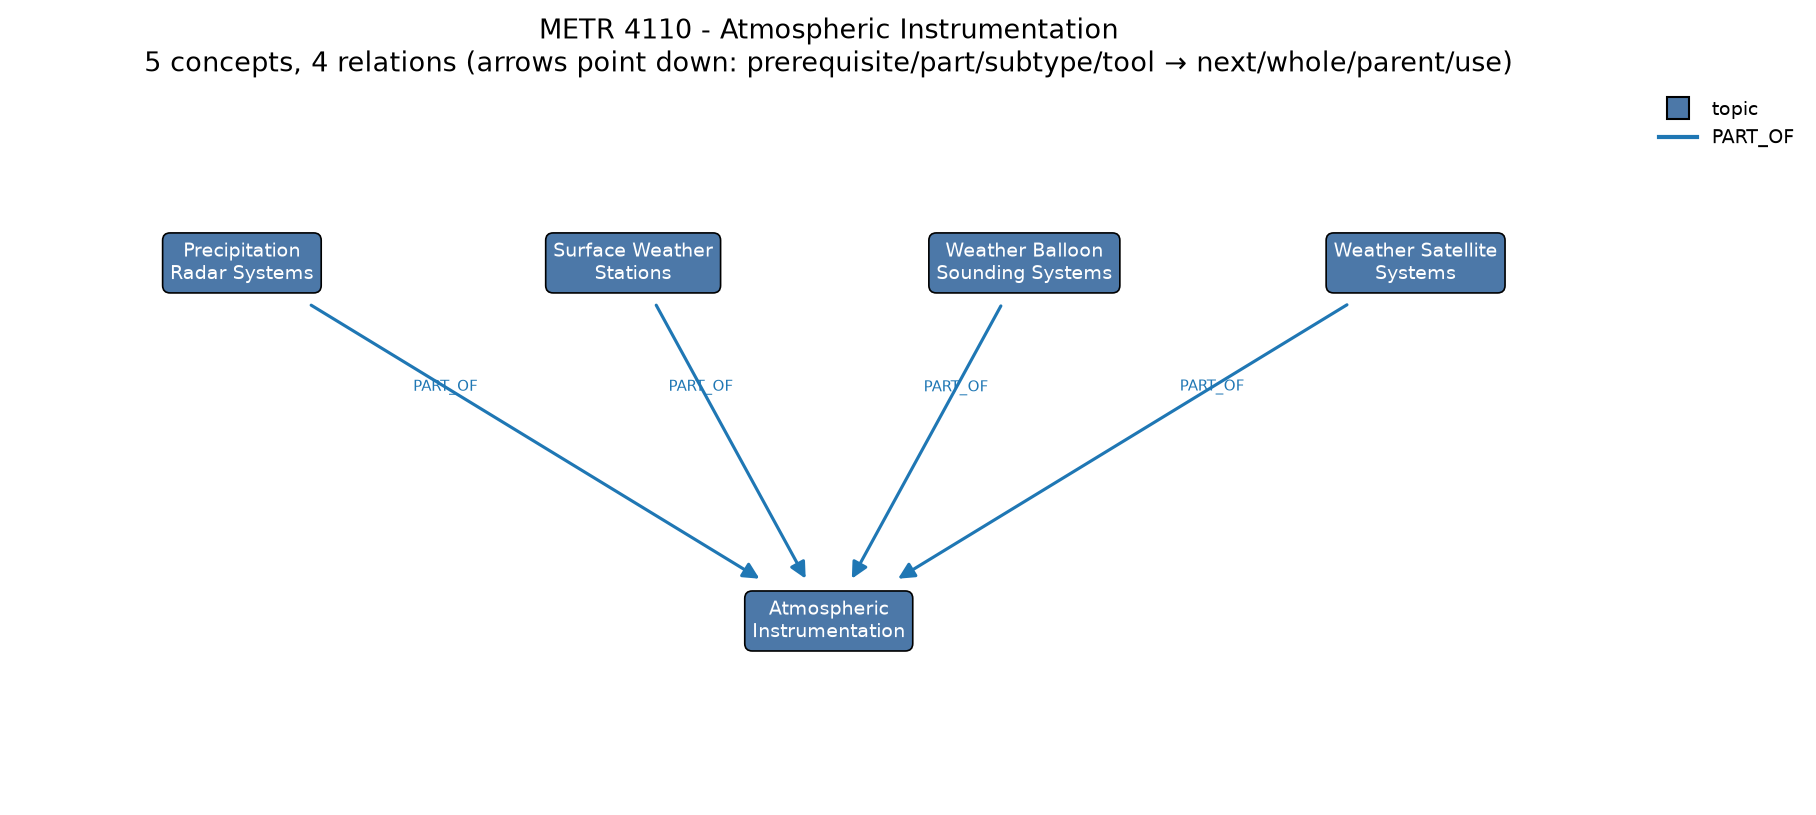 METR 4110 - Atmospheric Instrumentation
5 concepts, 4 relations (arrows point down: prerequisite/part/subtype/tool → next/whole/parent/use)
topic
PART_OF
Precipitation
Radar Systems
Surface Weather
Stations
Weather Balloon
Sounding Systems
Weather Satellite
Systems
PART_OF
PART_OF
PART_OF
PART_OF
Atmospheric
Instrumentation